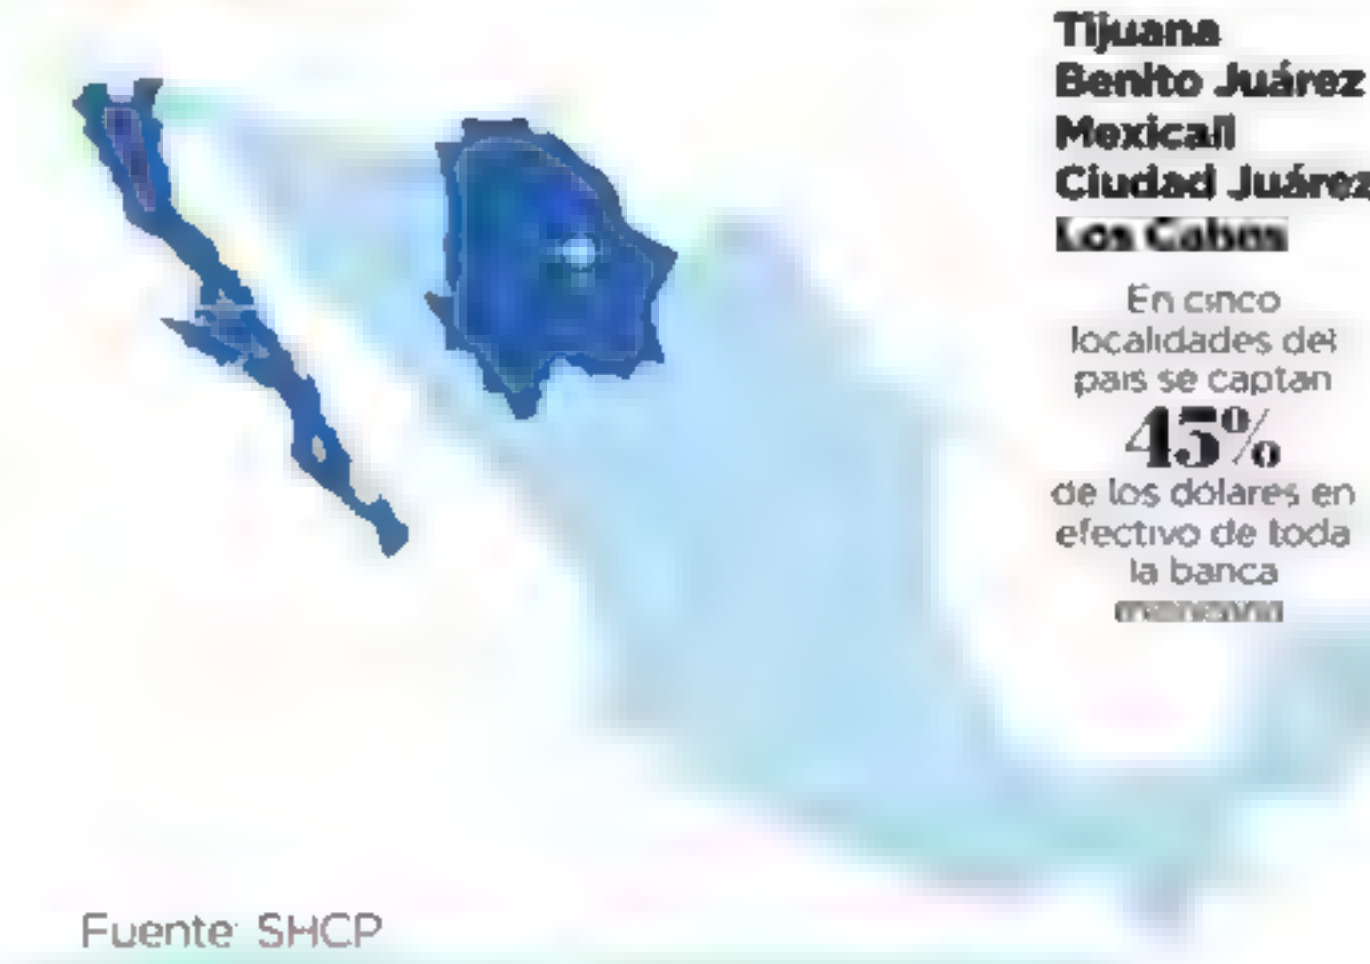 Tijuana
Benito Juárez
Mexicali
Ciudad Juárez
Los Cabos
En cinco
localidades del
país se captan
45%
de los dólares en
efectivo de toda
la banca
mexicana
Fuente: SHCP